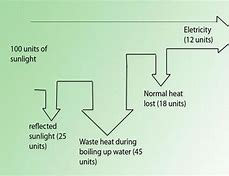 Eletricity
(12 units)
100 units of
sunlight
Normal heat
lost (18 units)
reflected
sunlight (25
units)
Waste heat during
boiling up water (45
units)